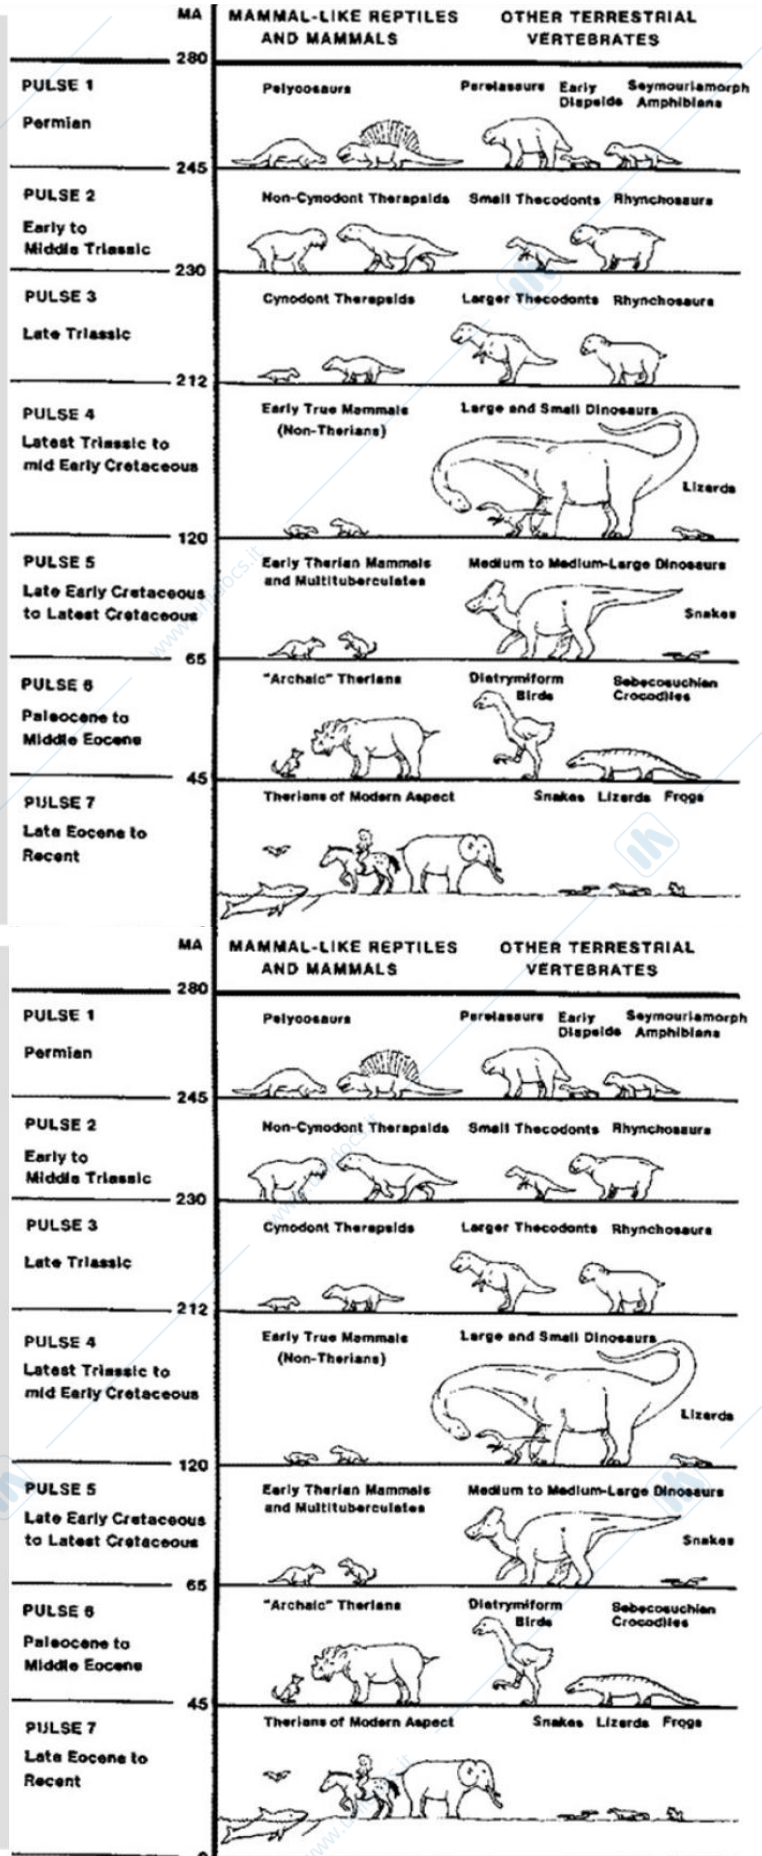 MA MAMMAL-LIKE REPTILES OTHER TERRESTRIAL
AND MAMMALS VERTEBRATES
280
PULSE 1 Pelycosaurs Pareiasaurs Early Seymouriamorph
Diapsids Amphibians
Permian
245
PULSE 2 Non-Cynodont Therapsids Small Thecodonts Rhynchosaurs
Early to
Middle Triassic
230
PULSE 3 Cynodont Therapsids Larger Thecodonts Rhynchosaurs
Late Triassic
212
PULSE 4 Early True Mammals Large and Small Dinosaurs
(Non-Therians)
Latest Triassic to
mid Early Cretaceous
Lizards
120
PULSE 5 Early Therian Mammals Medium to Medium-Large Dinosaurs
and Multituberculates
Late Early Cretaceous
to Latest Cretaceous Snakes
65
PULSE 6 "Archaic" Therians Diatrymiform Sebecosuchian
Birds Crocodiles
Paleocene to
Middle Eocene
45
PULSE 7 Therians of Modern Aspect Snakes Lizards Frogs
Late Eocene to
Recent
MA MAMMAL-LIKE REPTILES OTHER TERRESTRIAL
AND MAMMALS VERTEBRATES
280
PULSE 1 Pelycosaurs Pareiasaurs Early Seymouriamorph
Diapsids Amphibians
Permian
245
PULSE 2 Non-Cynodont Therapsids Small Thecodonts Rhynchosaurs
Early to
Middle Triassic
230
PULSE 3 Cynodont Therapsids Larger Thecodonts Rhynchosaurs
Late Triassic
212
PULSE 4 Early True Mammals Large and Small Dinosaurs
(Non-Therians)
Latest Triassic to
mid Early Cretaceous
Lizards
120
PULSE 5 Early Therian Mammals Medium to Medium-Large Dinosaurs
and Multituberculates
Late Early Cretaceous
to Latest Cretaceous Snakes
65
PULSE 6 "Archaic" Therians Diatrymiform Sebecosuchian
Birds Crocodiles
Paleocene to
Middle Eocene
45
PULSE 7 Therians of Modern Aspect Snakes Lizards Frogs
Late Eocene to
Recent